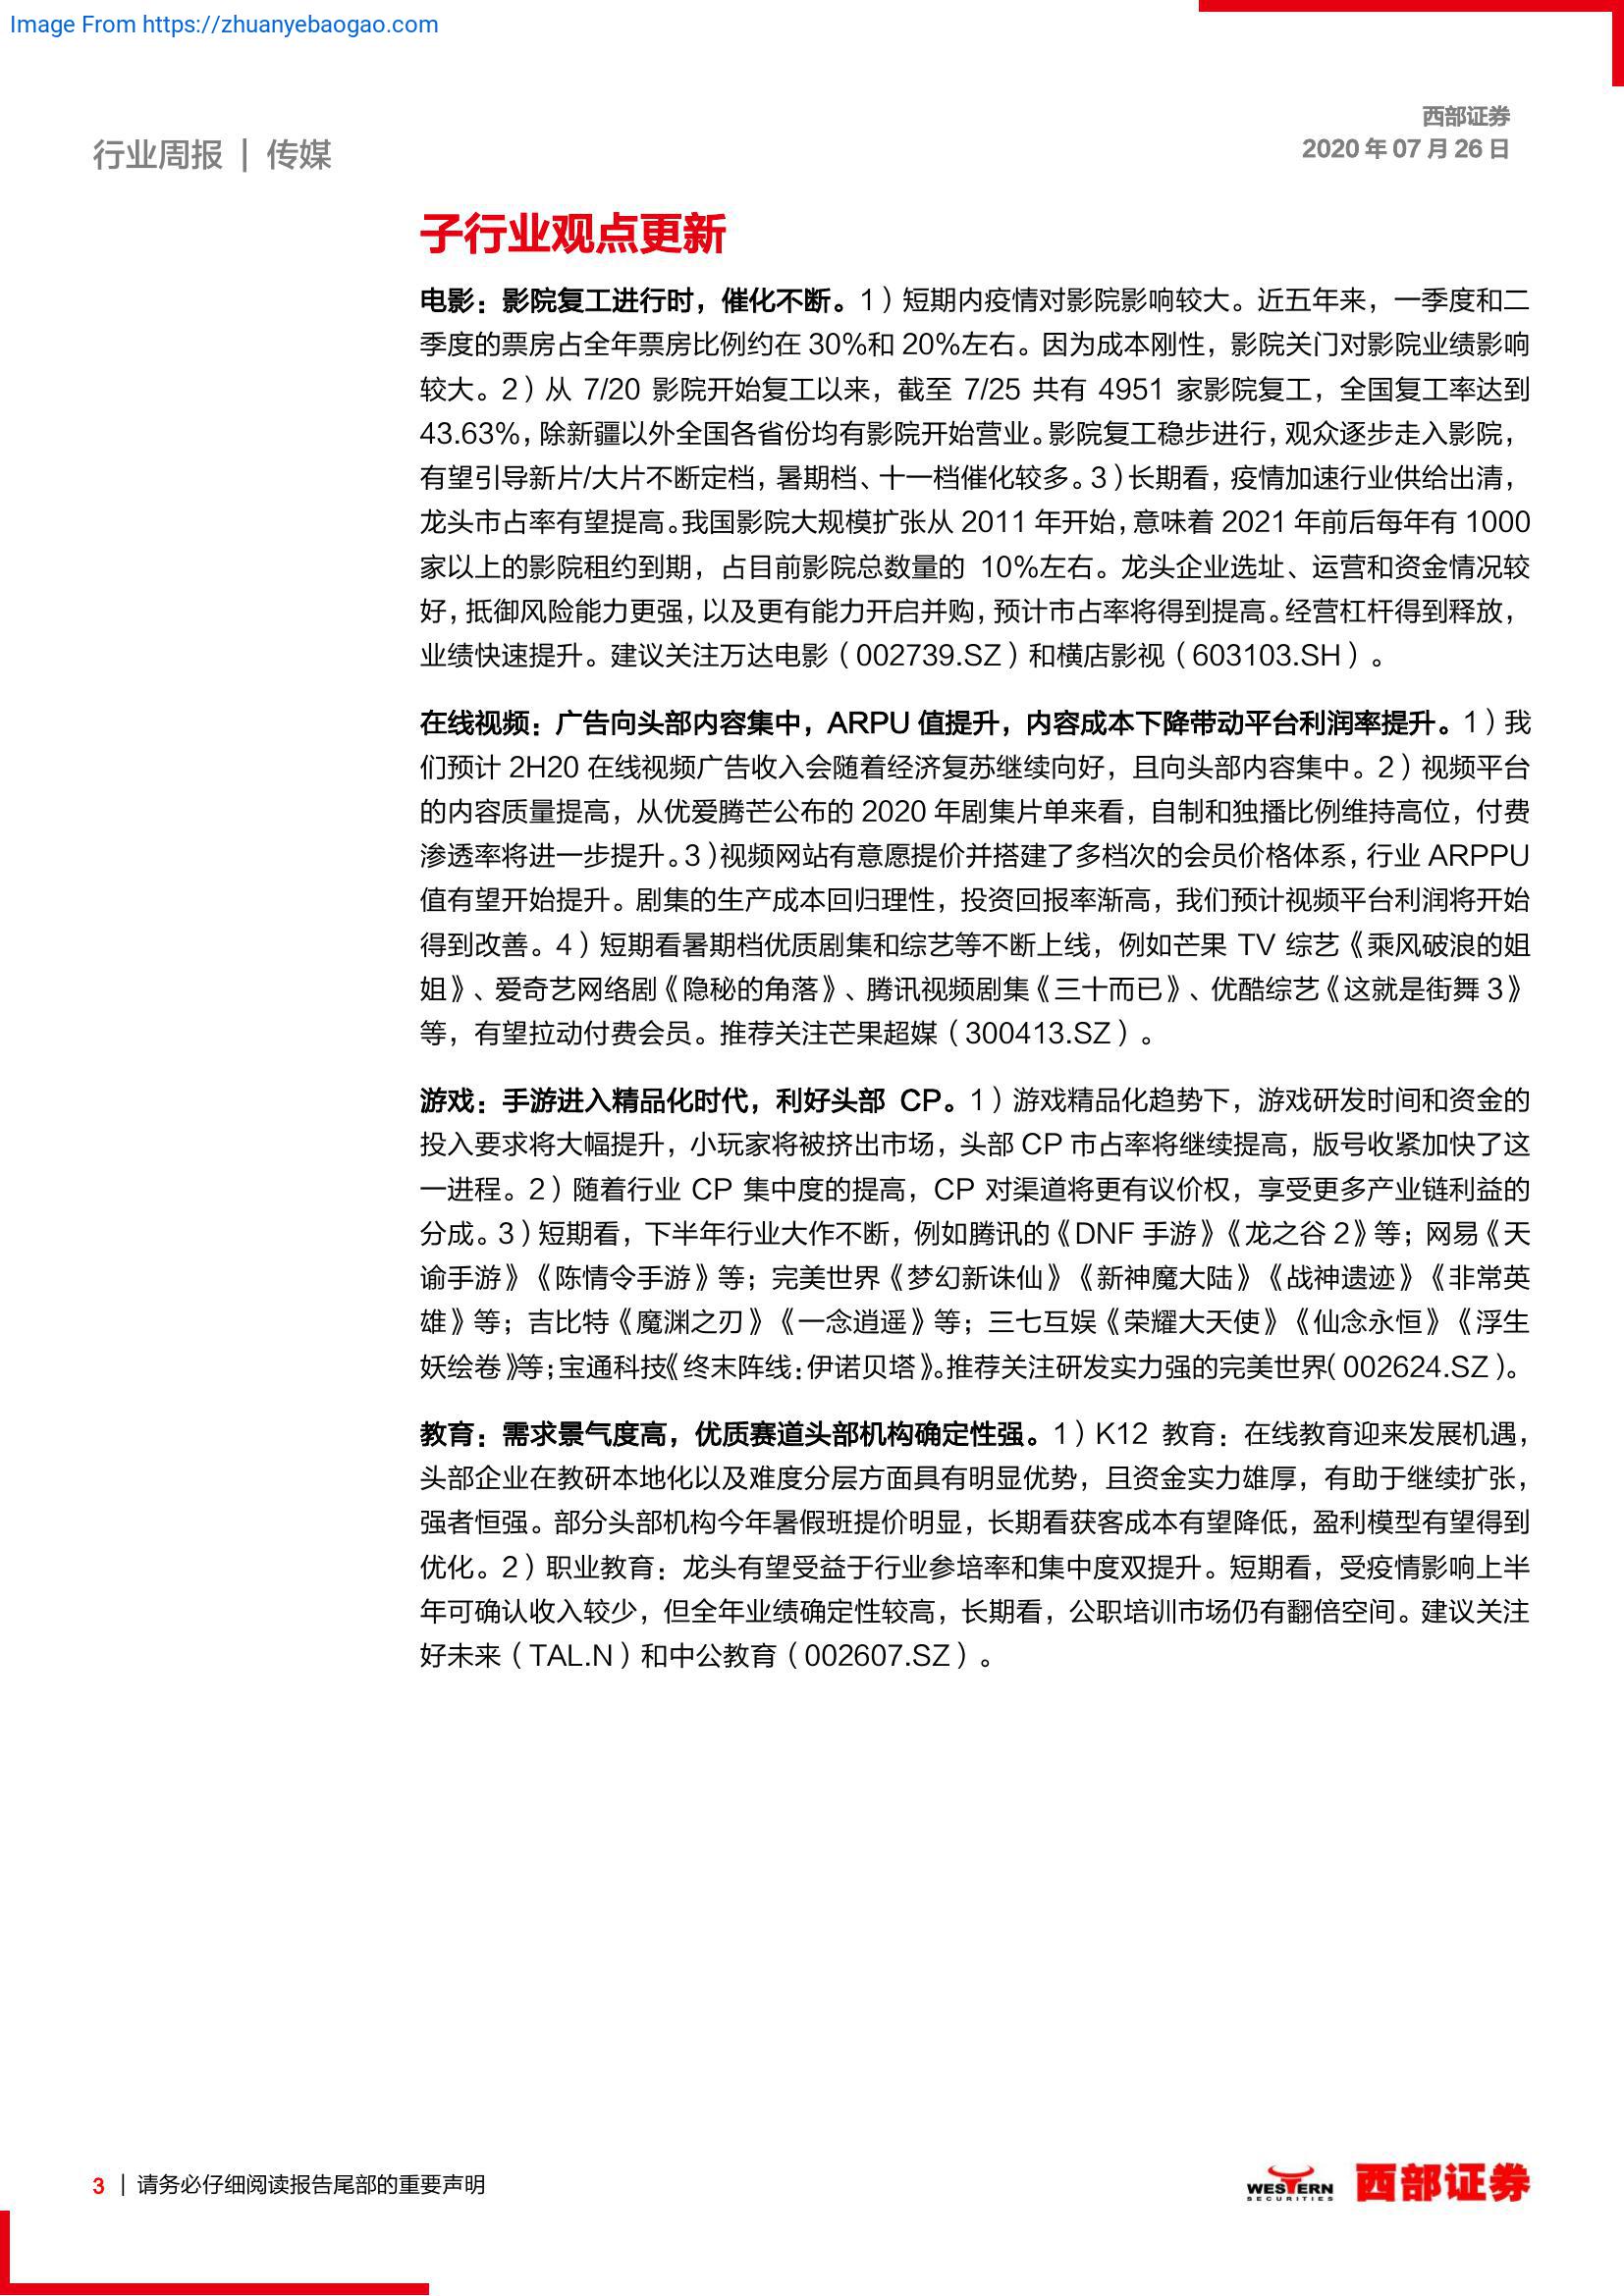 Image From https://zhuanyebaogao.com
西部证券
行业周报 | 传媒
2020 年 07 月 26 日
子行业观点更新
电影：影院复工进行时，催化不断。1）短期内疫情对影院影响较大。近五年来，一季度和二
季度的票房占全年票房比例约在 30%和 20%左右。因为成本刚性，影院关门对影院业绩影响
较大。2）从 7/20 影院开始复工以来，截至 7/25 共有 4951 家影院复工，全国复工率达到
43.63%，除新疆以外全国各省份均有影院开始营业。影院复工稳步进行，观众逐步走入影院，
有望引导新片/大片不断定档，暑期档、十一档催化较多。3）长期看，疫情加速行业供给出清，
龙头市占率有望提高。我国影院大规模扩张从 2011 年开始，意味着 2021 年前后每年有 1000
家以上的影院租约到期，占目前影院总数量的 10%左右。龙头企业选址、运营和资金情况较
好，抵御风险能力更强，以及更有能力开启并购，预计市占率将得到提高。经营杠杆得到释放，
业绩快速提升。建议关注万达电影（002739.SZ）和横店影视（603103.SH）。
在线视频：广告向头部内容集中，ARPU 值提升，内容成本下降带动平台利润率提升。1）我
们预计 2H20 在线视频广告收入会随着经济复苏继续向好，且向头部内容集中。2）视频平台
的内容质量提高，从优爱腾芒公布的 2020 年剧集片单来看，自制和独播比例维持高位，付费
渗透率将进一步提升。3）视频网站有意愿提价并搭建了多档次的会员价格体系，行业 ARPPU
值有望开始提升。剧集的生产成本回归理性，投资回报率渐高，我们预计视频平台利润将开始
得到改善。4）短期看暑期档优质剧集和综艺等不断上线，例如芒果 TV 综艺《乘风破浪的姐
姐》、爱奇艺网络剧《隐秘的角落》、腾讯视频剧集《三十而已》、优酷综艺《这就是街舞 3》
等，有望拉动付费会员。推荐关注芒果超媒（300413.SZ）。
游戏：手游进入精品化时代，利好头部 CP。1）游戏精品化趋势下，游戏研发时间和资金的
投入要求将大幅提升，小玩家将被挤出市场，头部 CP 市占率将继续提高，版号收紧加快了这
一进程。2）随着行业 CP 集中度的提高，CP 对渠道将更有议价权，享受更多产业链利益的
分成。3）短期看，下半年行业大作不断，例如腾讯的《DNF 手游》《龙之谷 2》等；网易《天
谕手游》《陈情令手游》等；完美世界《梦幻新诛仙》《新神魔大陆》《战神遗迹》《非常英
雄》等；吉比特《魔渊之刃》《一念逍遥》等；三七互娱《荣耀大天使》《仙念永恒》《浮生
妖绘卷》等；宝通科技《终末阵线：伊诺贝塔》。推荐关注研发实力强的完美世界（002624.SZ）。
教育：需求景气度高，优质赛道头部机构确定性强。1）K12 教育：在线教育迎来发展机遇，
头部企业在教研本地化以及难度分层方面具有明显优势，且资金实力雄厚，有助于继续扩张，
强者恒强。部分头部机构今年暑假班提价明显，长期看获客成本有望降低，盈利模型有望得到
优化。2）职业教育：龙头有望受益于行业参培率和集中度双提升。短期看，受疫情影响上半
年可确认收入较少，但全年业绩确定性较高，长期看，公职培训市场仍有翻倍空间。建议关注
好未来（TAL.N）和中公教育（002607.SZ）。
3 | 请务必仔细阅读报告尾部的重要声明
WESTERN
SECURITIES
西部证券